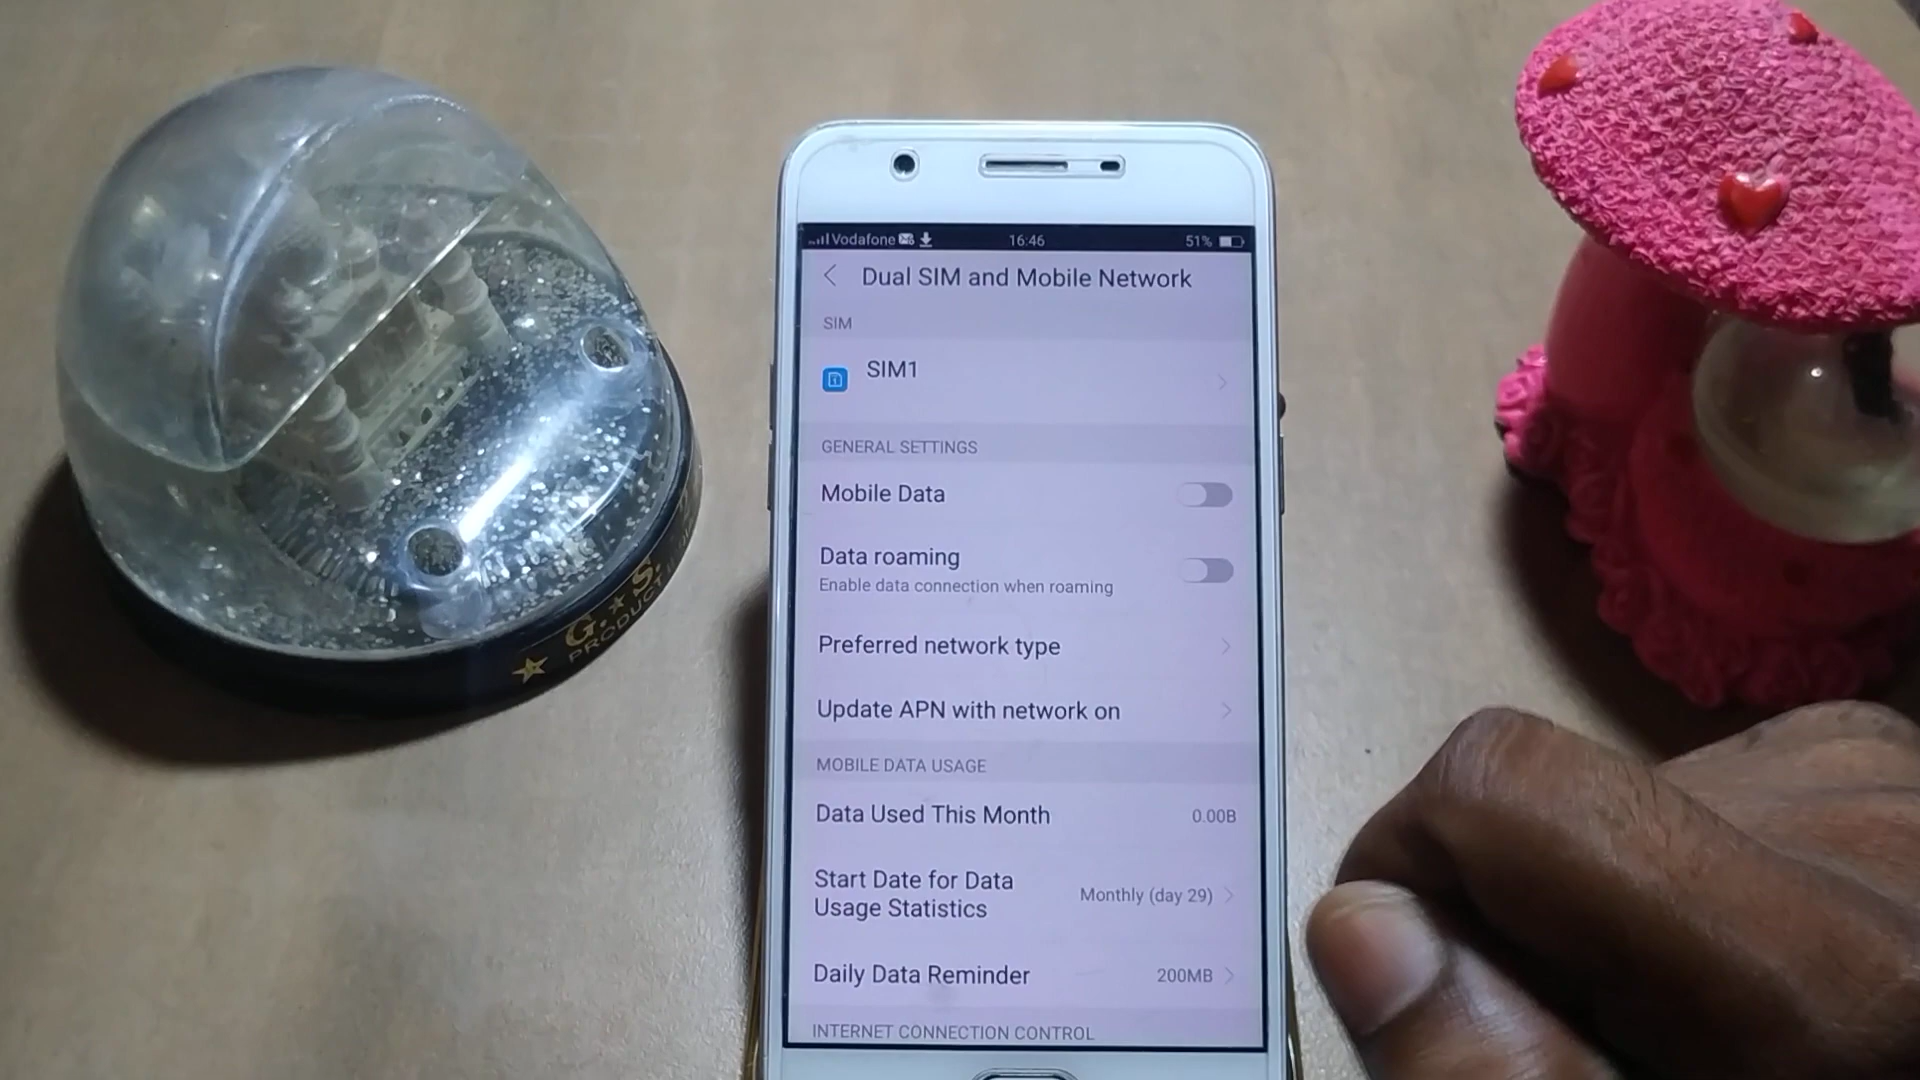 Vodafone 16:46 51%
Dual SIM and Mobile Network
SIM
SIM1
GENERAL SETTINGS
Mobile Data
Data roaming
Enable data connection when roaming
Preferred network type
Update APN with network on
MOBILE DATA USAGE
Data Used This Month 0.00B
Start Date for Data
Usage Statistics Monthly (day 29)
Daily Data Reminder 200MB
INTERNET CONNECTION CONTROL
G.★S.
PRODUCT